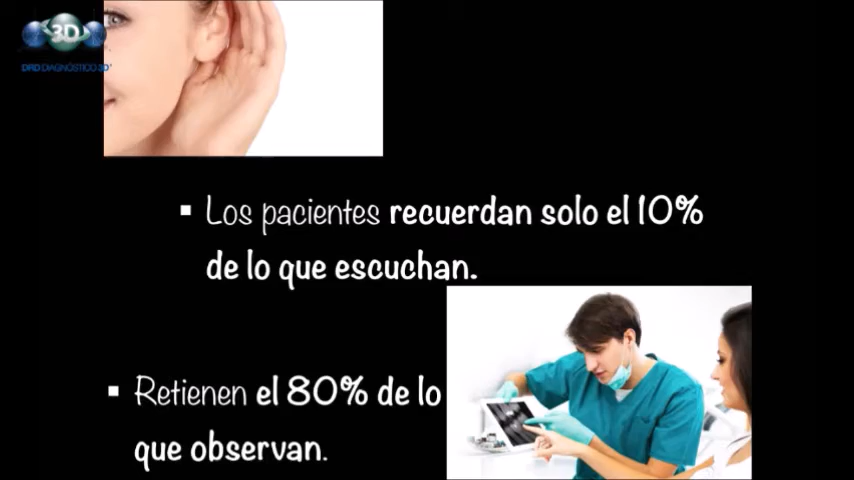 3D
DRD DIAGNÓSTICO 3D
▪ Los pacientes recuerdan solo el 10%
de lo que escuchan.
▪ Retienen el 80% de lo
que observan.